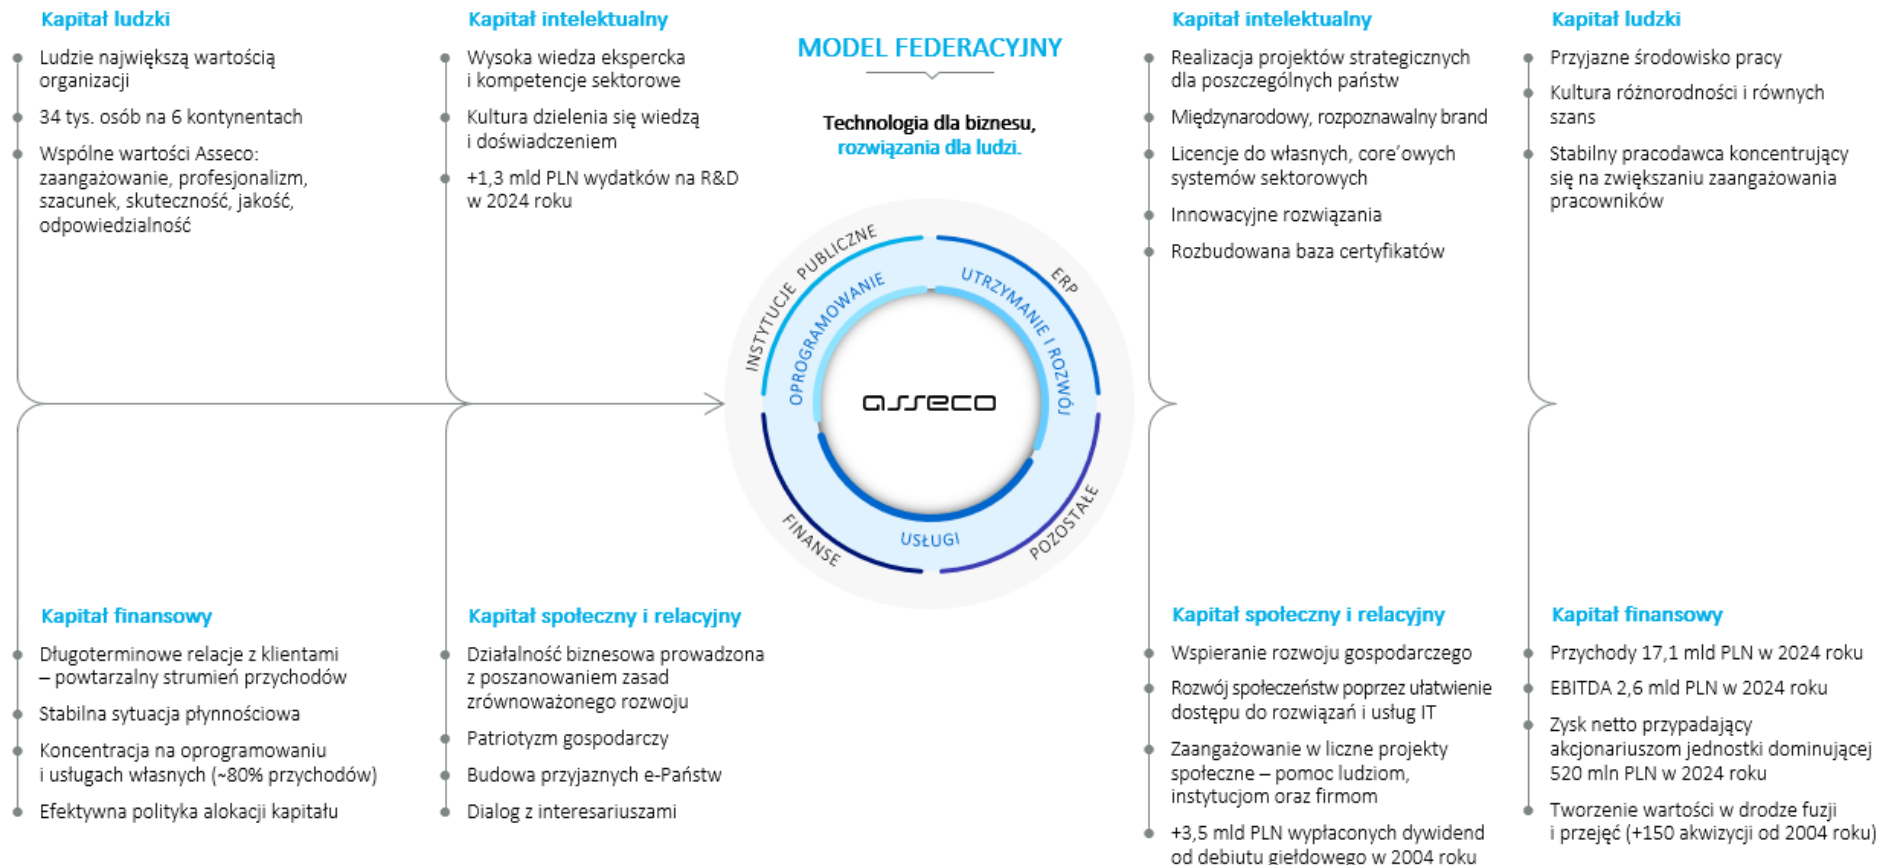 Kapitał ludzki
Ludzie największą wartością
organizacji
34 tys. osób na 6 kontynentach
Wspólne wartości Asseco:
zaangażowanie, profesjonalizm,
szacunek, skuteczność, jakość,
odpowiedzialność
Kapitał intelektualny
Wysoka wiedza ekspercka
i kompetencje sektorowe
Kultura dzielenia się wiedzą
i doświadczeniem
+1,3 mld PLN wydatków na R&D
w 2024 roku
Kapitał finansowy
Długoterminowe relacje z klientami
– powtarzalny strumień przychodów
Stabilna sytuacja płynnościowa
Koncentracja na oprogramowaniu
i usługach własnych (~80% przychodów)
Efektywna polityka alokacji kapitału
Kapitał społeczny i relacyjny
Działalność biznesowa prowadzona
z poszanowaniem zasad
zrównoważonego rozwoju
Patriotyzm gospodarczy
Budowa przyjaznych e-Państw
Dialog z interesariuszami
MODEL FEDERACYJNY
Technologia dla biznesu,
rozwiązania dla ludzi.
INSTYTUCJE PUBLICZNE
ERP
OPROGRAMOWANIE
UTRZYMANIE I ROZWÓJ
asseco
USŁUGI
FINANSE
POZOSTAŁE
Kapitał intelektualny
Realizacja projektów strategicznych
dla poszczególnych państw
Międzynarodowy, rozpoznawalny brand
Licencje do własnych, core’owych
systemów sektorowych
Innowacyjne rozwiązania
Rozbudowana baza certyfikatów
Kapitał ludzki
Przyjazne środowisko pracy
Kultura różnorodności i równych
szans
Stabilny pracodawca koncentrujący
się na zwiększaniu zaangażowania
pracowników
Kapitał społeczny i relacyjny
Wspieranie rozwoju gospodarczego
Rozwój społeczeństw poprzez ułatwienie
dostępu do rozwiązań i usług IT
Zaangażowanie w liczne projekty
społeczne – pomoc ludziom,
instytucjom oraz firmom
+3,5 mld PLN wypłaconych dywidend
od debiutu giełdowego w 2004 roku
Kapitał finansowy
Przychody 17,1 mld PLN w 2024 roku
EBITDA 2,6 mld PLN w 2024 roku
Zysk netto przypadający
akcjonariuszom jednostki dominującej
520 mln PLN w 2024 roku
Tworzenie wartości w drodze fuzji
i przejęć (+150 akwizycji od 2004 roku)